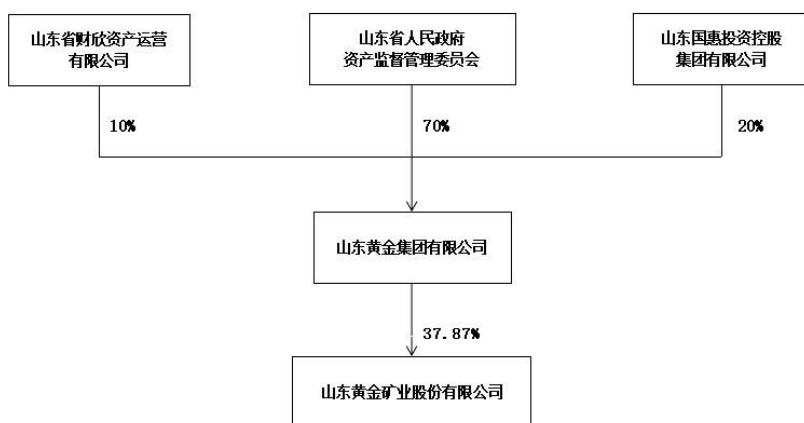 山东省财欣资产运营
有限公司
山东省人民政府
资产监督管理委员会
山东国惠投资控股
集团有限公司
10%
70%
20%
山东黄金集团有限公司
37.87%
山东黄金矿业股份有限公司